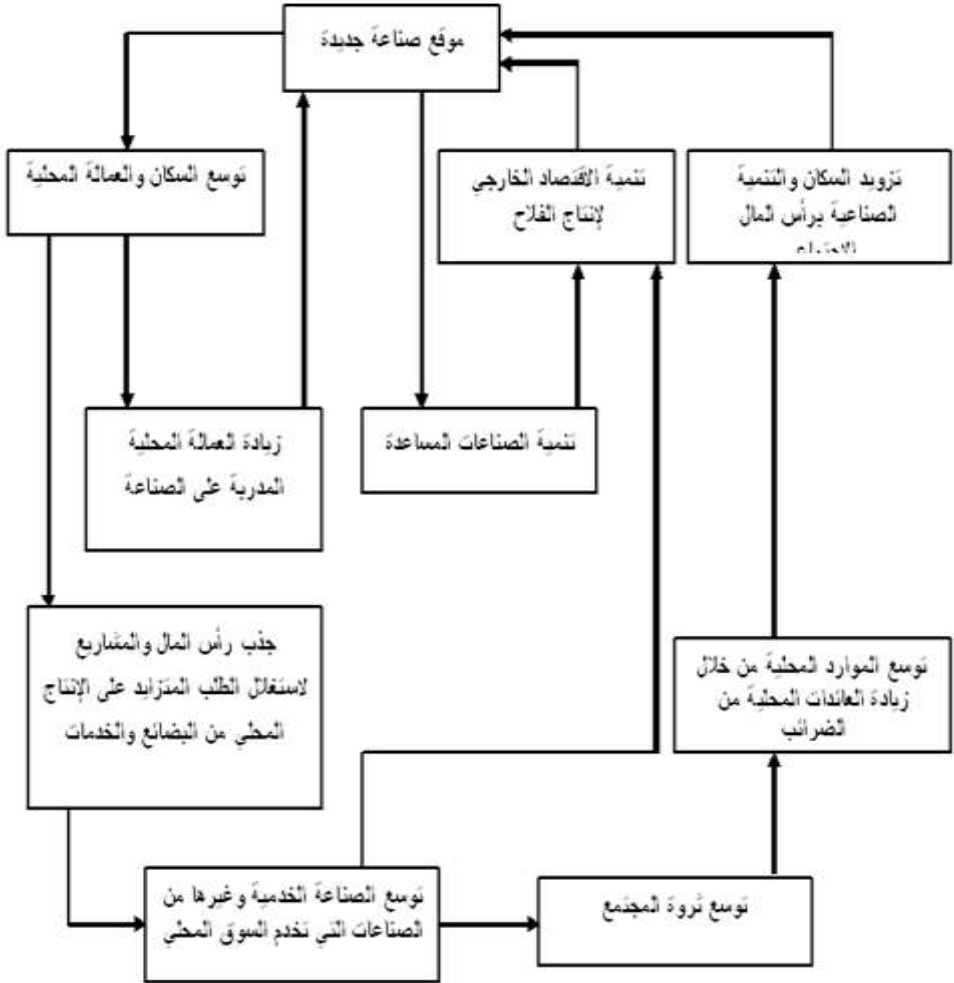 موقع صناعة جديدة
توسع السكان والعمالة المحلية
تنمية الاقتصاد الخارجي
لإنتاج الفلاح
تزويد السكان والتنمية
الصناعية برأس المال
زيادة العمالة المحلية
المدربة على الصناعة
تنمية الصناعات المساعدة
جذب رأس المال والمشاريع
لاستغلال الطلب المتزايد على الإنتاج
المحلي من البضائع والخدمات
توسع الموارد المحلية من خلال
زيادة العائدات المحلية من
الضرائب
توسع الصناعة الخدمية وغيرها من
الصناعات التي تخدم السوق المحلي
توسع ثروة المجتمع